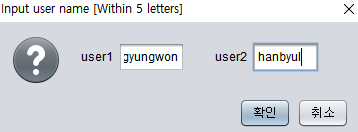 Input user name [Within 5 letters]
user1 gyungwon user2 hanbyul
확인 취소